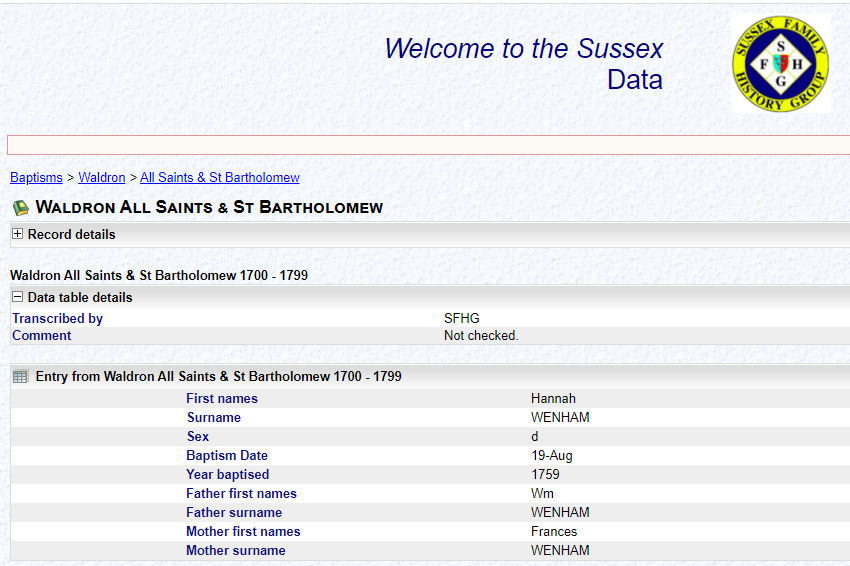 Welcome to the Sussex
Data
SUSSEX FAMILY
S
F H
G
HISTORY GROUP
Baptisms > Waldron > All Saints & St Bartholomew
WALDRON ALL SAINTS & ST BARTHOLOMEW
Record details
Waldron All Saints & St Bartholomew 1700 - 1799
Data table details
Transcribed by SFHG
Comment Not checked.
Entry from Waldron All Saints & St Bartholomew 1700 - 1799
First names Hannah
Surname WENHAM
Sex d
Baptism Date 19-Aug
Year baptised 1759
Father first names Wm
Father surname WENHAM
Mother first names Frances
Mother surname WENHAM